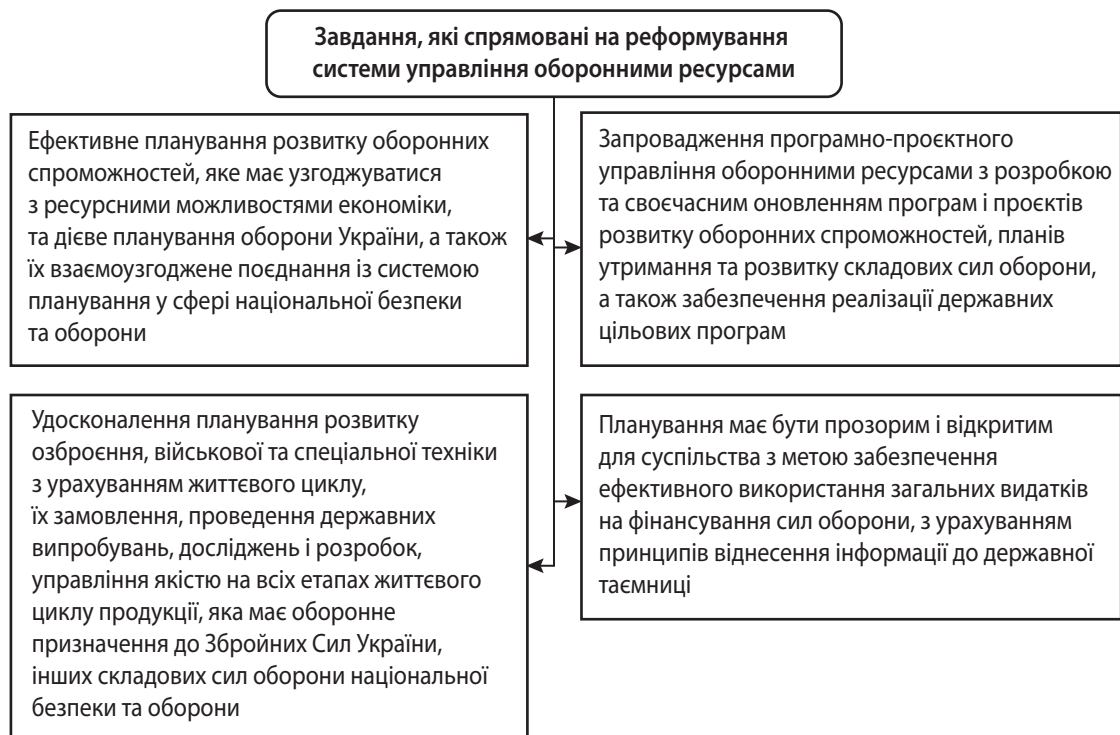 Завдання, які спрямовані на реформування
системи управління оборонними ресурсами
Ефективне планування розвитку оборонних
спроможностей, яке має узгоджуватися
з ресурсними можливостями економіки,
та дієве планування оборони України, а також
їх взаємоузгоджене поєднання із системою
планування у сфері національної безпеки
та оборони
Запровадження програмно-проєктного
управління оборонними ресурсами з розробкою
та своєчасним оновленням програм і проєктів
розвитку оборонних спроможностей, планів
утримання та розвитку складових сил оборони,
а також забезпечення реалізації державних
цільових програм
Удосконалення планування розвитку
озброєння, військової та спеціальної техніки
з урахуванням життєвого циклу,
їх замовлення, проведення державних
випробувань, досліджень і розробок,
управління якістю на всіх етапах життєвого
циклу продукції, яка має оборонне
призначення до Збройних Сил України,
інших складових сил оборони національної
безпеки та оборони
Планування має бути прозорим і відкритим
для суспільства з метою забезпечення
ефективного використання загальних видатків
на фінансування сил оборони, з урахуванням
принципів віднесення інформації до державної
таємниці